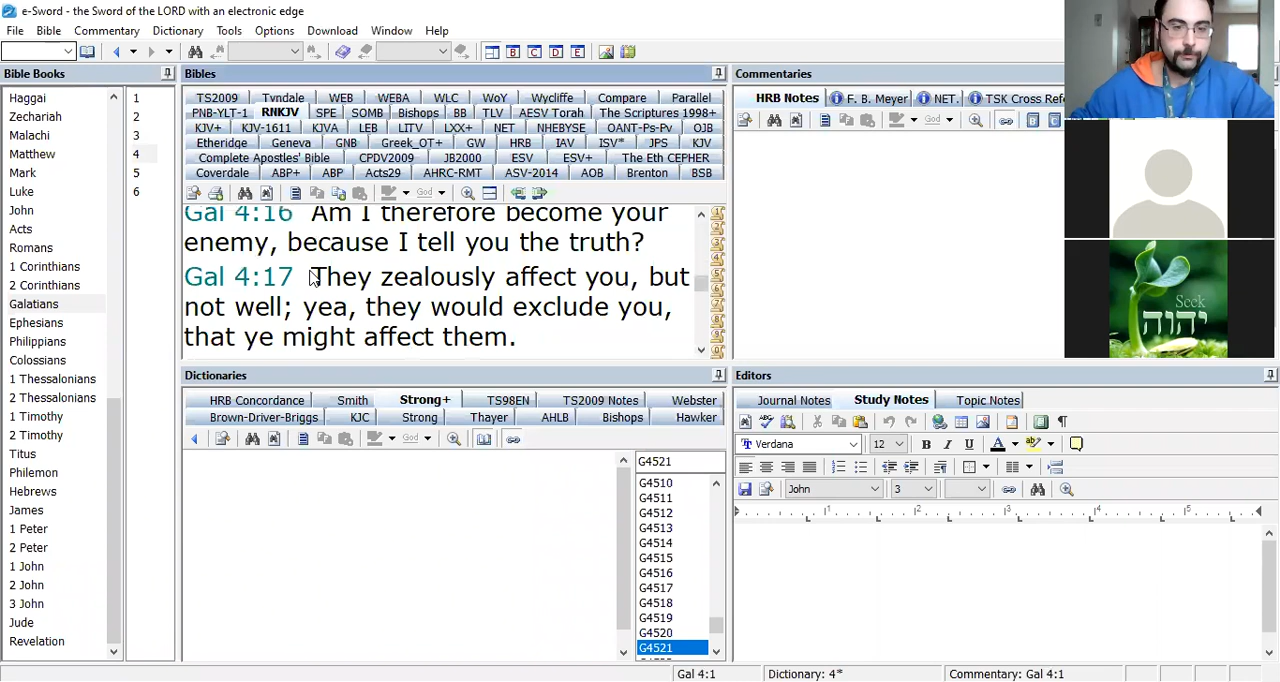 e-Sword - the Sword of the LORD with an electronic edge
File Bible Commentary Dictionary Tools Options Download Window Help
B C D E
Bible Books
Haggai
Zechariah
Malachi
Matthew
Mark
Luke
John
Acts
Romans
1 Corinthians
2 Corinthians
Galatians
Ephesians
Philippians
Colossians
1 Thessalonians
2 Thessalonians
1 Timothy
2 Timothy
Titus
Philemon
Hebrews
James
1 Peter
2 Peter
1 John
2 John
3 John
Jude
Revelation
1
2
3
4
5
6
Bibles
TS2009 Tyndale WEB WEBA WLC WoY Wycliffe Compare Parallel
PNB-YLT-1 RNKJV SPE SOMB Bishops BB TLV AESV Torah The Scriptures 1998+
KJV+ KJV-1611 KJVA LEB LITV LXX+ NET NHEBYSE OANT-Ps-Pv OJB
Etheridge Geneva GNB Greek_OT+ GW HRB IAV ISV* JPS KJV
Complete Apostles' Bible CPDV2009 JB2000 ESV ESV+ The Eth CEPHER
Coverdale ABP+ ABP Acts29 AHRC-RMT ASV-2014 AOB Brenton BSB
God
Gal 4:16 Am I therefore become your
enemy, because I tell you the truth?
Gal 4:17 They zealously affect you, but
not well; yea, they would exclude you,
that ye might affect them.
Dictionaries
HRB Concordance Smith Strong+ TS98EN TS2009 Notes Webster
Brown-Driver-Briggs KJC Strong Thayer AHLB Bishops Hawker
God
G4521
G4510
G4511
G4512
G4513
G4514
G4515
G4516
G4517
G4518
G4519
G4520
G4521
Commentaries
HRB Notes F. B. Meyer NET. TSK Cross Ref
God
Seek
יהוה
Editors
Journal Notes Study Notes Topic Notes
Verdana 12 B I U A ab
John 3
1 2 3 4 5
Gal 4:1 Dictionary: 4* Commentary: Gal 4:1